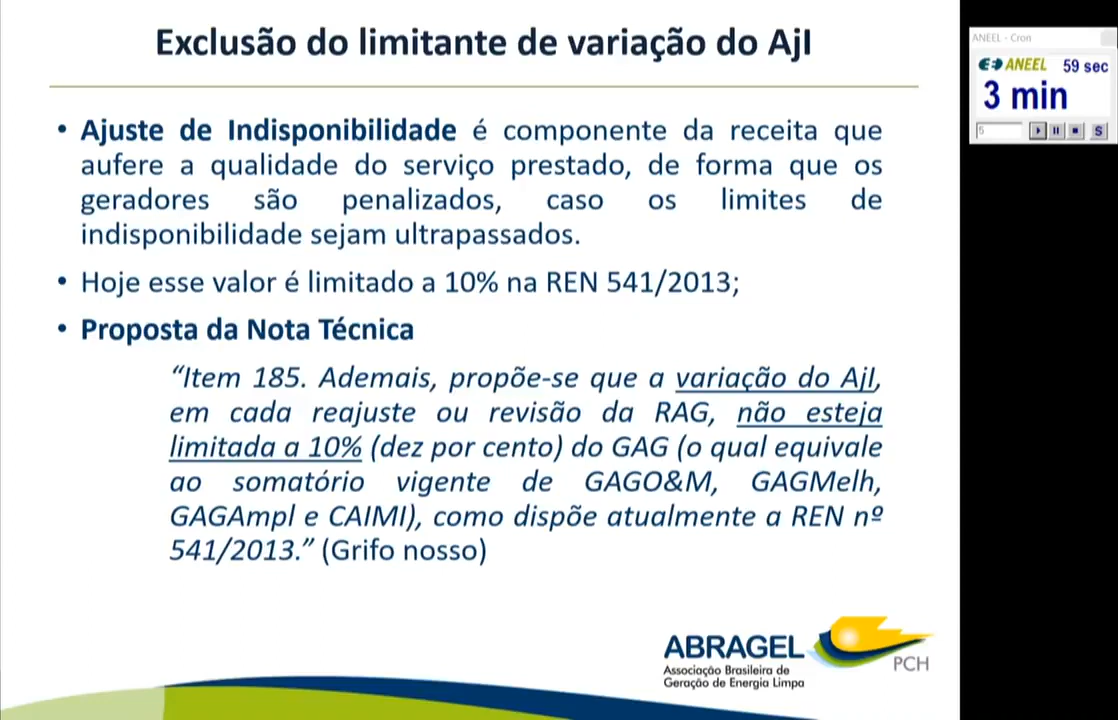 Exclusão do limitante de variação do AjI
• Ajuste de Indisponibilidade é componente da receita que
aufere a qualidade do serviço prestado, de forma que os
geradores são penalizados, caso os limites de
indisponibilidade sejam ultrapassados.
• Hoje esse valor é limitado a 10% na REN 541/2013;
• Proposta da Nota Técnica
“Item 185. Ademais, propõe-se que a variação do AjI,
em cada reajuste ou revisão da RAG, não esteja
limitada a 10% (dez por cento) do GAG (o qual equivale
ao somatório vigente de GAGO&M, GAGMelh,
GAGAmpl e CAIMI), como dispõe atualmente a REN nº
541/2013.” (Grifo nosso)
ABRAGEL
Associação Brasileira de
Geração de Energia Limpa
PCH
ANEEL - Cron
ANEEL 59 sec
3 min
5
S